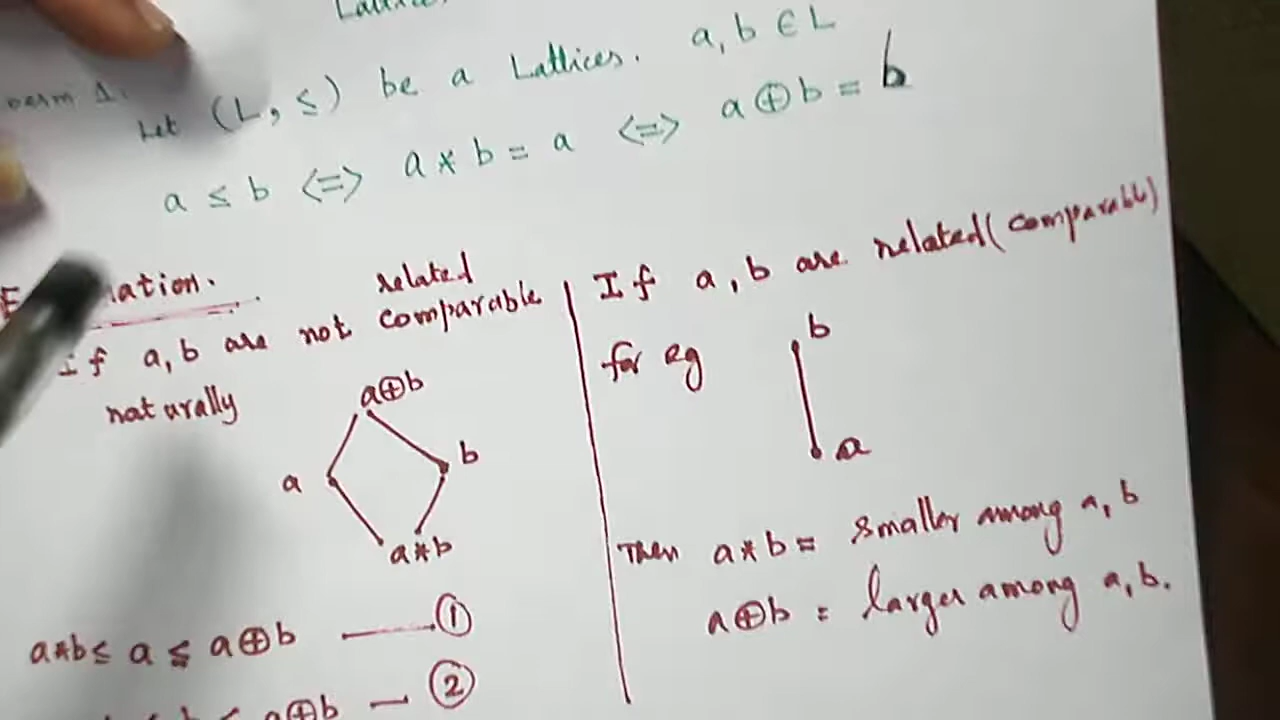 Let (L, ≤) be a Lattices. a, b ∈ L
a ≤ b <=> a * b = a <=> a ⊕ b = b
If a, b are not related comparable
naturally
a⊕b
a
b
a*b
a*b ≤ a ≤ a⊕b —— ①
a⊕b — ②
If a, b are related (comparable)
for eg
b
a
Then a*b = smaller among a, b
a⊕b = larger among a, b.